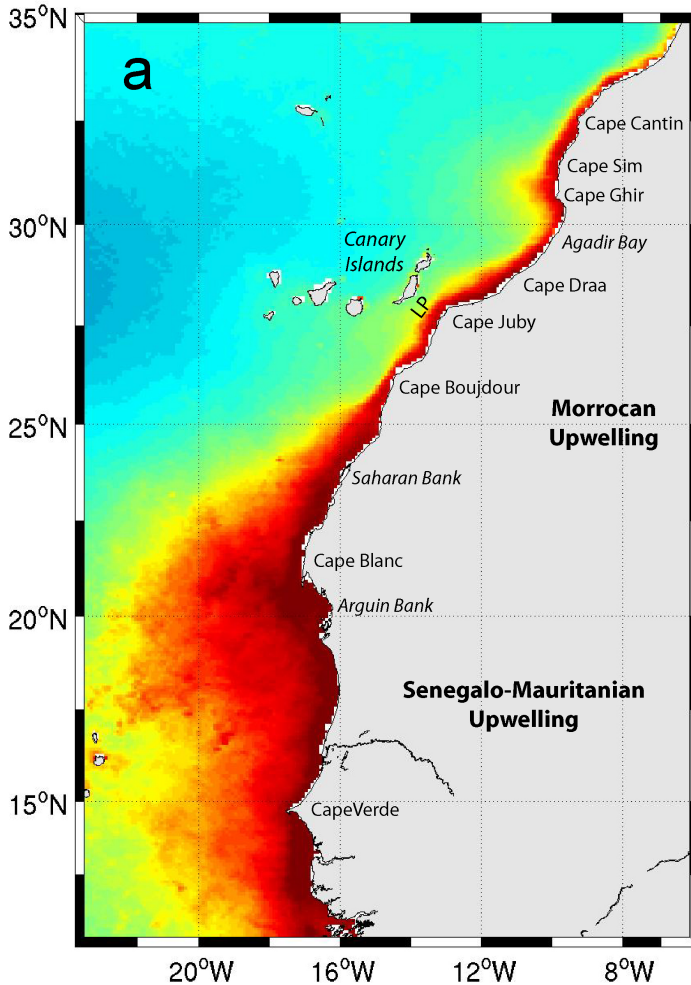 35°N
a
Cape Cantin
Cape Sim
Cape Ghir
30°N
Canary
Islands
Agadir Bay
Cape Draa
LP
Cape Juby
Cape Boujdour
Morrocan
Upwelling
25°N
Saharan Bank
Cape Blanc
Arguin Bank
20°N
Senegalo-Mauritanian
Upwelling
15°N
CapeVerde
20°W
16°W
12°W
8°W